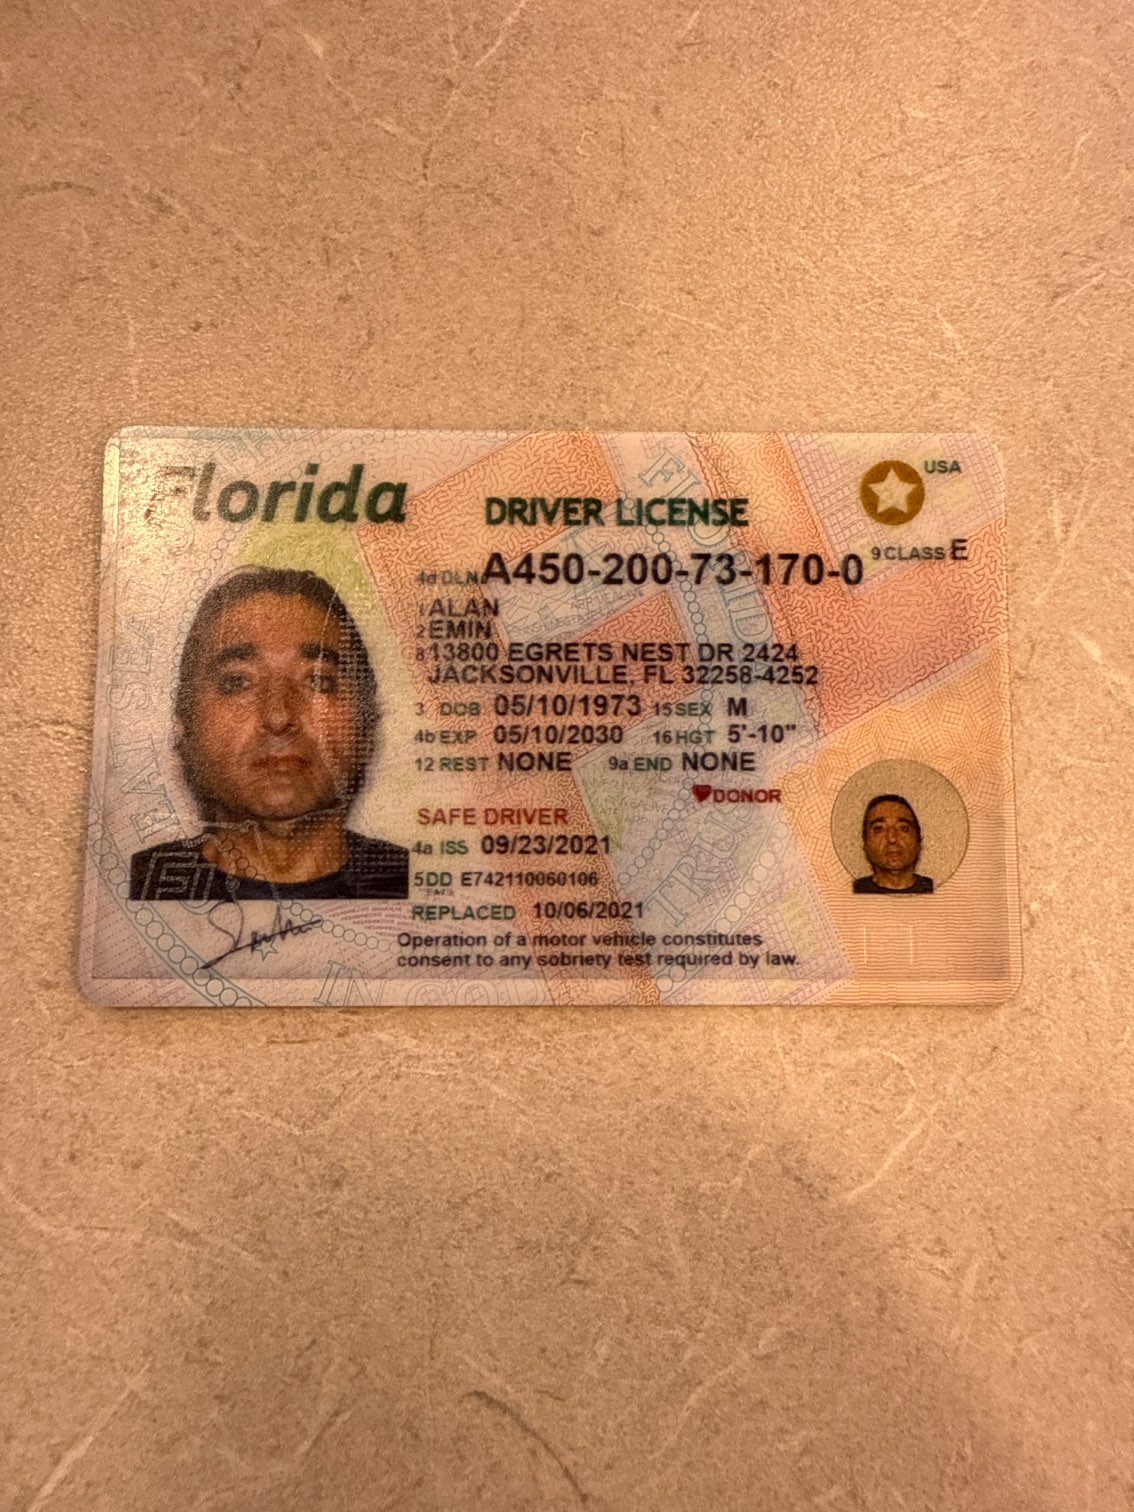 Florida
DRIVER LICENSE
USA
9 CLASS E
4d DLN A450-200-73-170-0
1 ALAN
2 EMIN
8 13800 EGRETS NEST DR 2424
JACKSONVILLE, FL 32258-4252
3 DOB 05/10/1973 15 SEX M
4b EXP 05/10/2030 16 HGT 5'-10"
12 REST NONE 9a END NONE
DONOR
SAFE DRIVER
4a ISS 09/23/2021
5DD E742110060106
REPLACED 10/06/2021
Operation of a motor vehicle constitutes
consent to any sobriety test required by law.